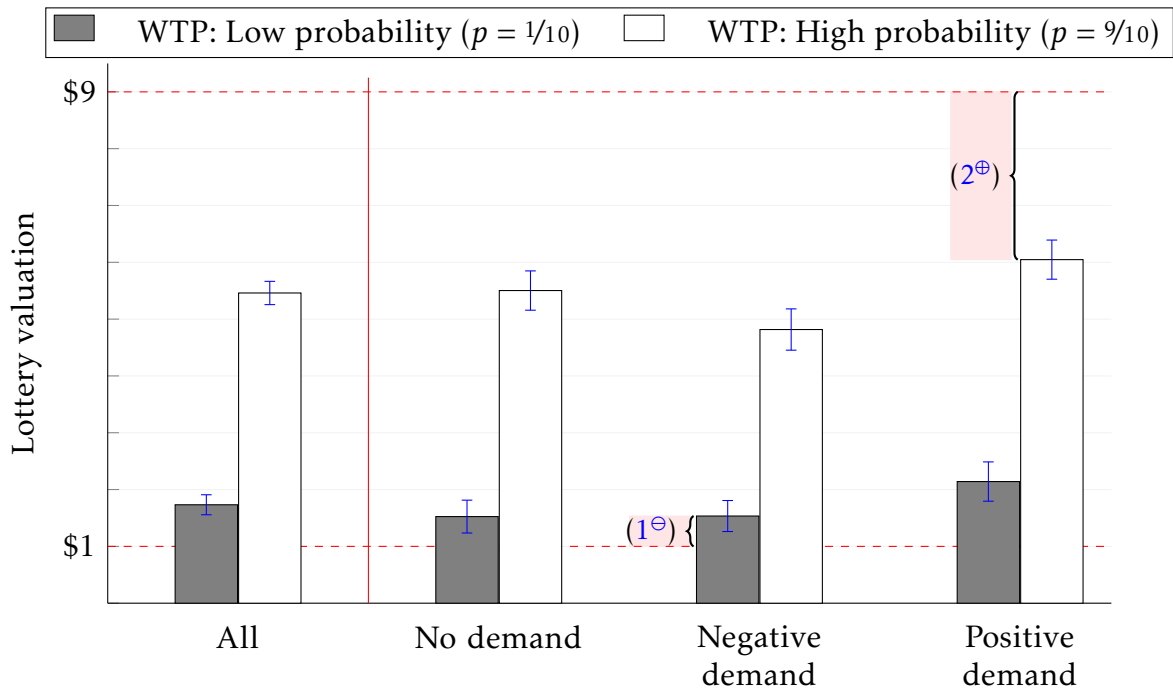 WTP: Low probability (p = 1/10) WTP: High probability (p = 9/10)
$9
(2⊕)
Lottery valuation
(1⊖)
$1
All No demand Negative demand Positive demand